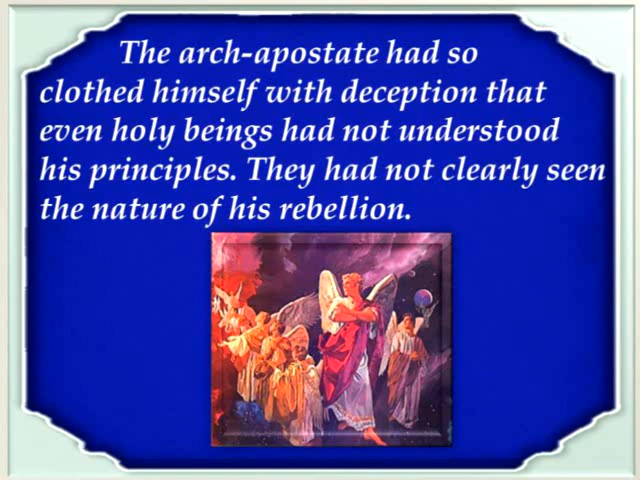 The arch-apostate had so
clothed himself with deception that
even holy beings had not understood
his principles. They had not clearly seen
the nature of his rebellion.